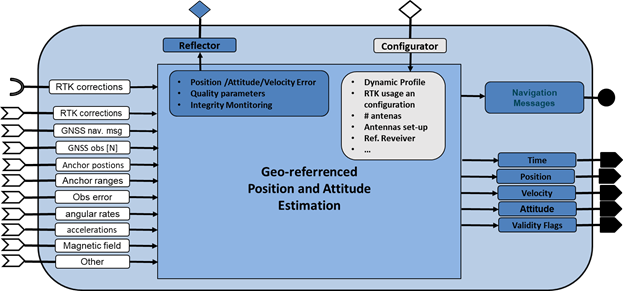 Reflector
Configurator
RTK corrections
RTK corrections
GNSS nav. msg
GNSS obs [N]
Anchor postions
Anchor ranges
Obs error
angular rates
accelerations
Magnetic field
Other
• Position /Attitude/Velocity Error
• Quality parameters
• Integrity Montitoring
• Dynamic Profile
• RTK usage an
configuration
• # antenas
• Antennas set-up
• Ref. Reveiver
• ...
Geo-referrenced
Position and Attitude
Estimation
Navigation
Messages
Time
Position
Velocity
Attitude
Validity Flags